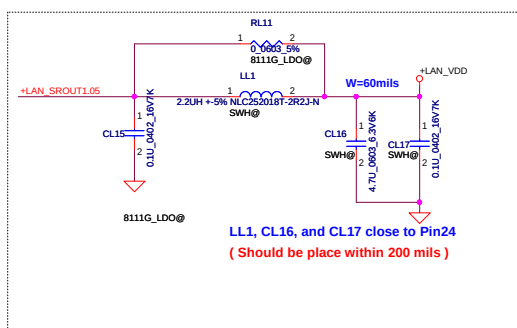 RL11
1
2
0_0603_5%
8111G_LDO@
LL1
+LAN_SROUT1.05
1
2
2.2UH +-5% NLC252018T-2R2J-N
SWH@
W=60mils
+LAN_VDD
CL15
1
2
0.1U_0402_16V7K
CL16
SWH@
1
2
4.7U_0603_6.3V6K
CL17
SWH@
1
2
0.1U_0402_16V7K
8111G_LDO@
LL1, CL16, and CL17 close to Pin24
( Should be place within 200 mils )